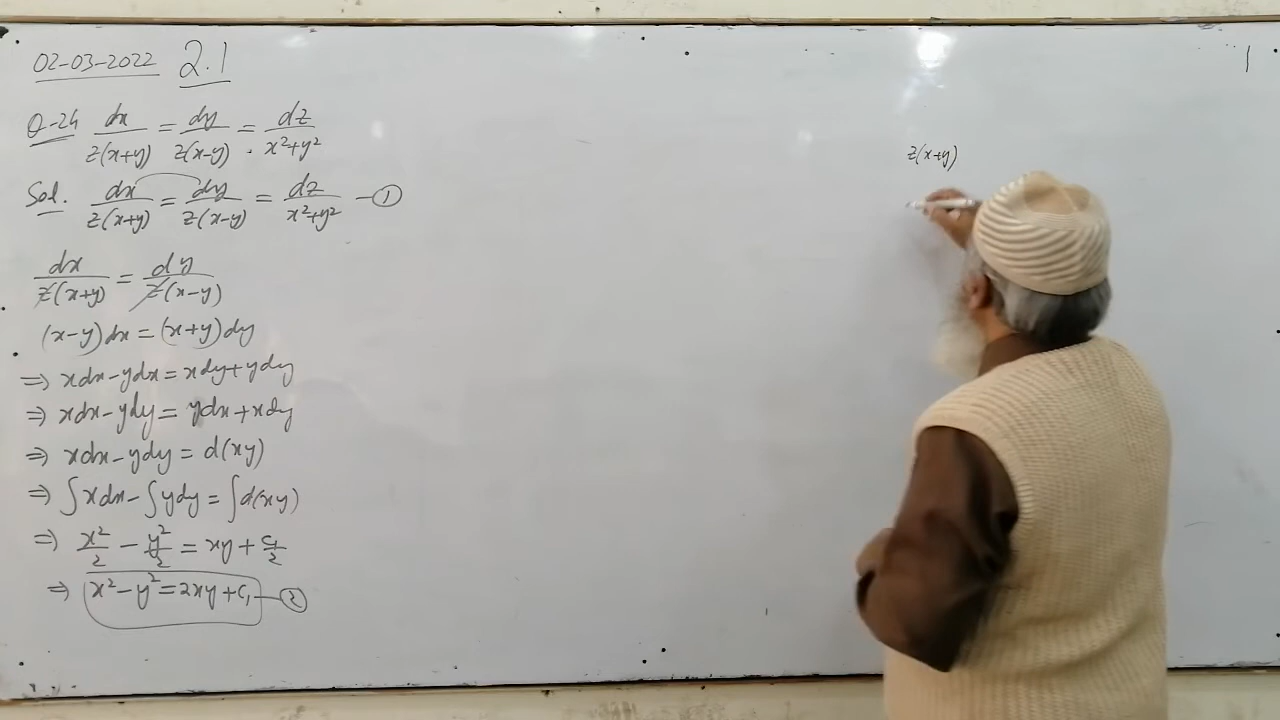 02-03-2022 2.1
Q-24 dx/z(x+y) = dy/z(x-y) = dz/x²+y²
Sol. dx/z(x+y) = dy/z(x-y) = dz/x²+y² —①
dx/z(x+y) = dy/z(x-y)
(x-y)dx = (x+y)dy
⇒ xdx-ydx = xdy+ydy
⇒ xdx-ydy = ydx+xdy
⇒ xdx-ydy = d(xy)
⇒ ∫xdx-∫ydy = ∫d(xy)
⇒ x²/2 - y²/2 = xy + c₁/2
⇒ x²-y²=2xy+c₁ —②
z(x+y)
1